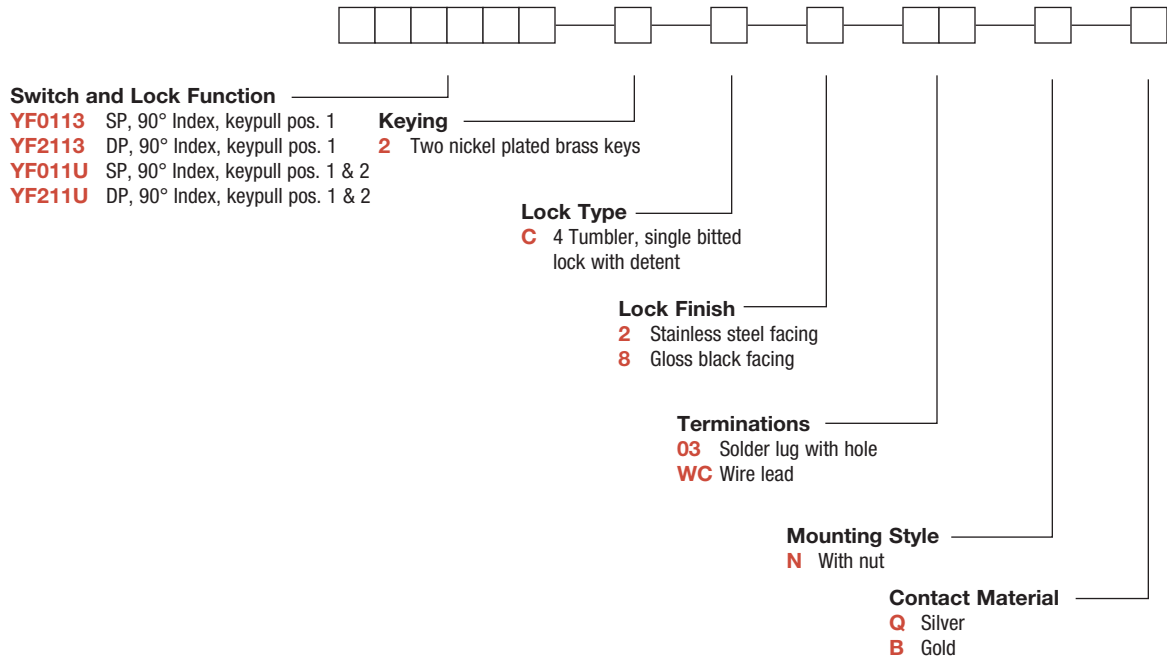 Switch and Lock Function
YF0113 SP, 90° Index, keypull pos. 1
YF2113 DP, 90° Index, keypull pos. 1
YF011U SP, 90° Index, keypull pos. 1 & 2
YF211U DP, 90° Index, keypull pos. 1 & 2
Keying
2 Two nickel plated brass keys
Lock Type
C 4 Tumbler, single bitted
lock with detent
Lock Finish
2 Stainless steel facing
8 Gloss black facing
Terminations
03 Solder lug with hole
WC Wire lead
Mounting Style
N With nut
Contact Material
Q Silver
B Gold